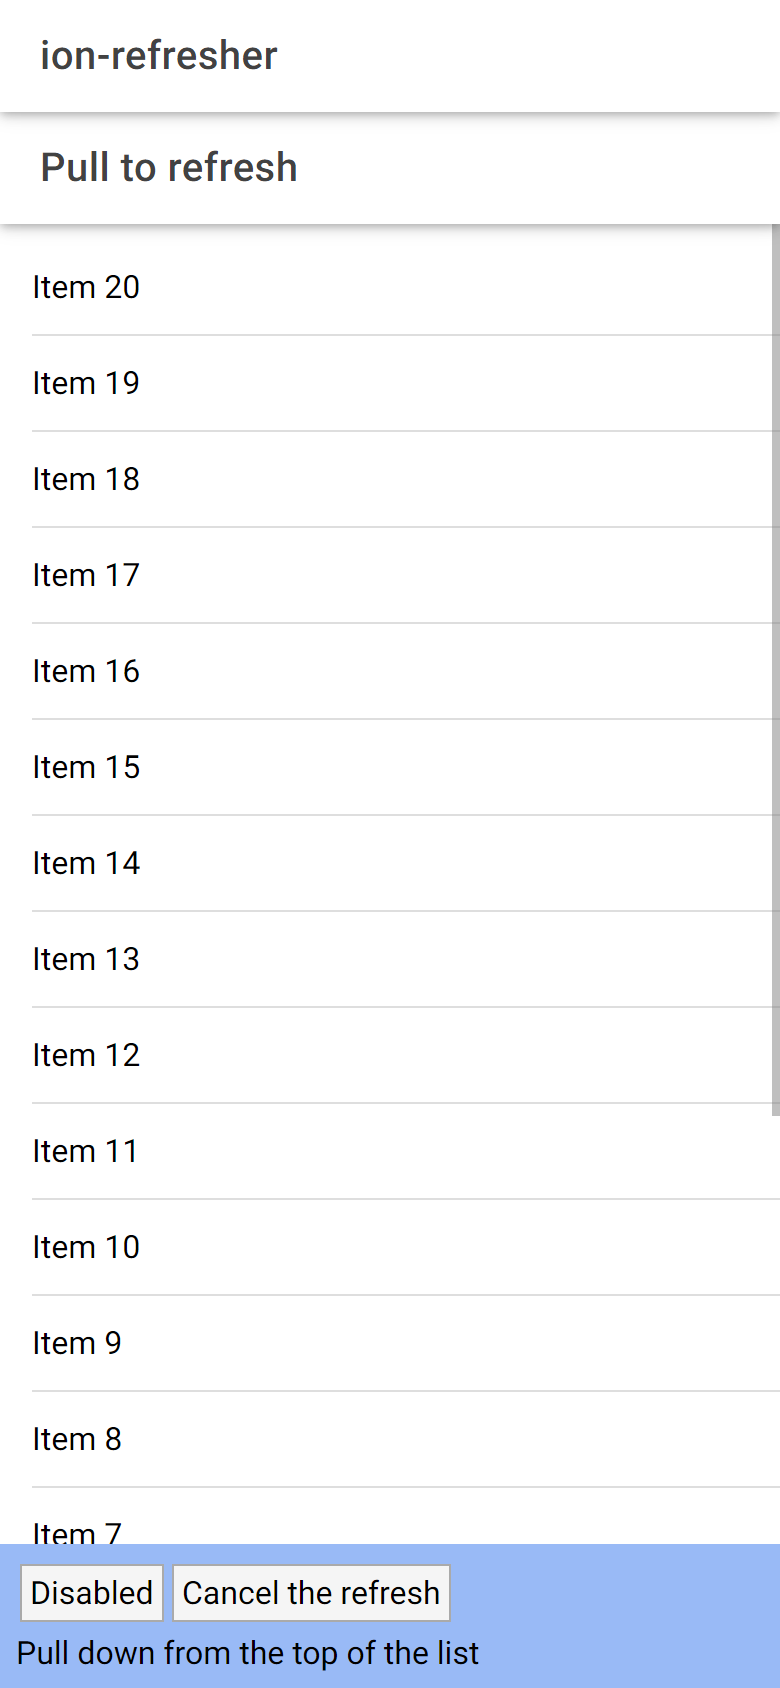 ion-refresher
Pull to refresh
Item 20
Item 19
Item 18
Item 17
Item 16
Item 15
Item 14
Item 13
Item 12
Item 11
Item 10
Item 9
Item 8
Item 7
Disabled Cancel the refresh
Pull down from the top of the list